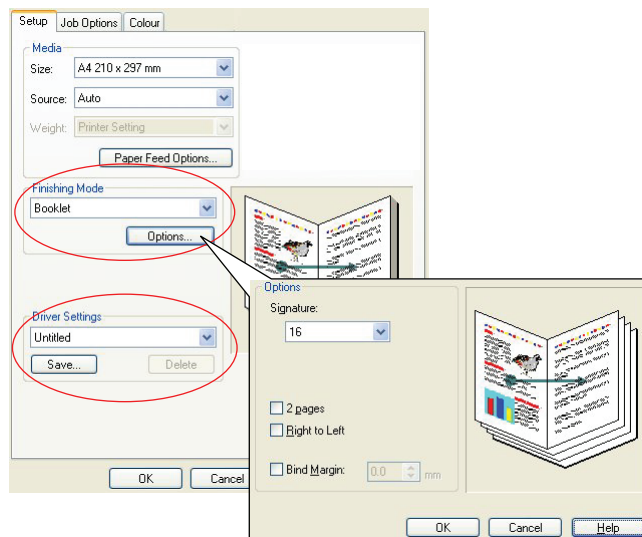 Setup Job Options Colour
Media
Size: A4 210 x 297 mm
Source: Auto
Weight: Printer Setting
Paper Feed Options...
Finishing Mode
Booklet
Options...
Driver Settings
Untitled
Save... Delete
OK Cancel
Options
Signature:
16
2 pages
Right to Left
Bind Margin: 0.0 mm
OK Cancel Help